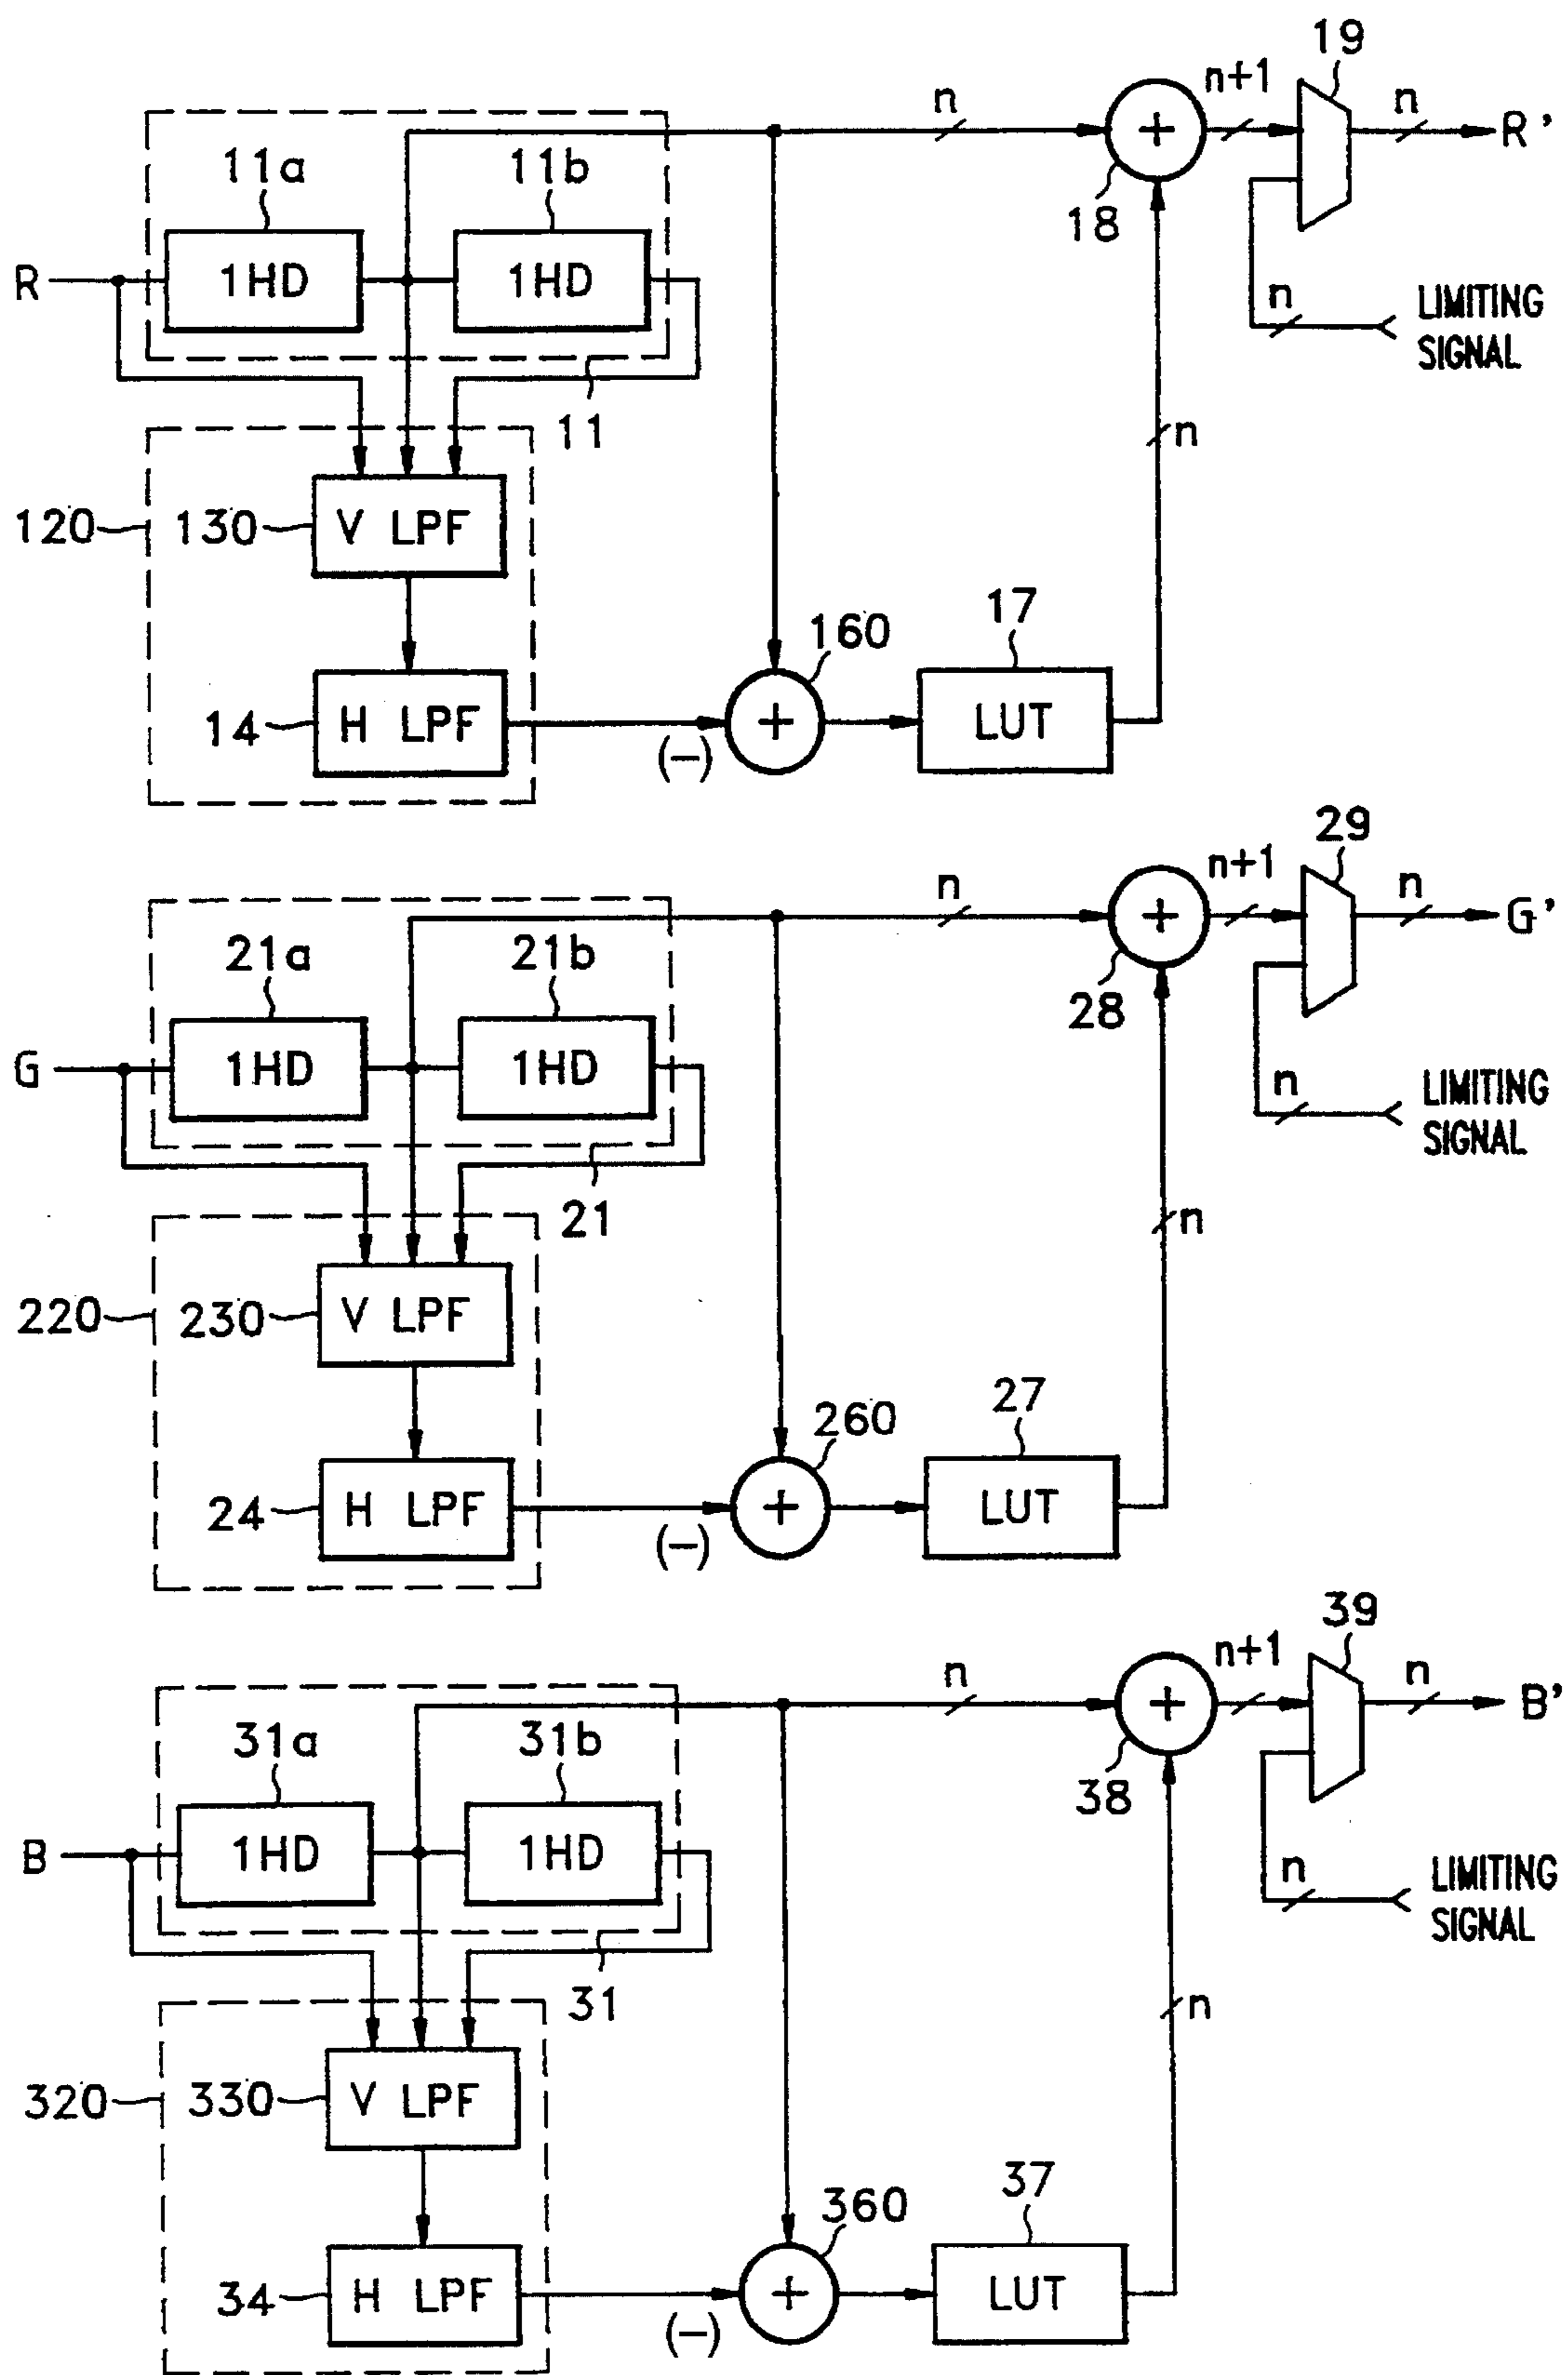 19
n
n+1
n
R'
+
18
11a
11b
R
1HD
1HD
n
LIMITING
SIGNAL
11
n
120
130
V LPF
17
160
14
H LPF
+
LUT
(−)
29
n
n+1
n
G'
+
28
21a
21b
G
1HD
1HD
n
LIMITING
SIGNAL
21
n
220
230
V LPF
27
260
24
H LPF
+
LUT
(−)
39
n
n+1
n
B'
+
38
31a
31b
B
1HD
1HD
n
LIMITING
SIGNAL
31
n
320
330
V LPF
37
360
34
H LPF
+
LUT
(−)